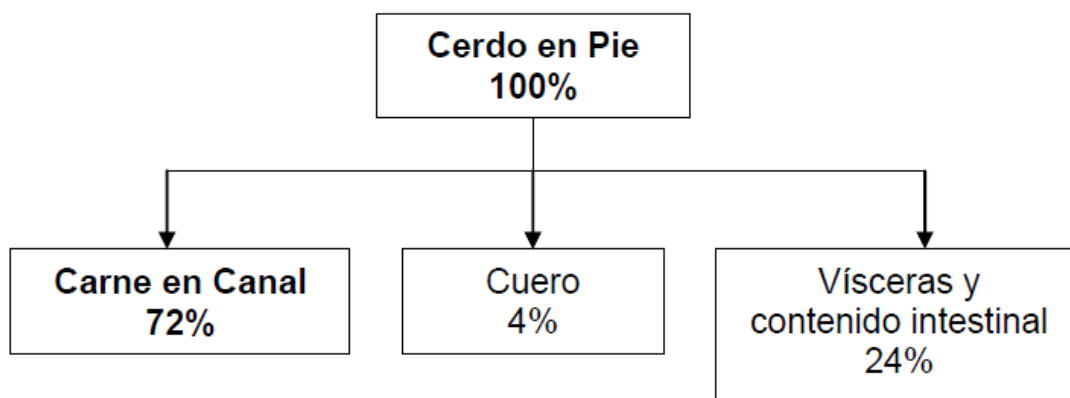 Cerdo en Pie
100%
Carne en Canal
72%
Cuero
4%
Vísceras y
contenido intestinal
24%